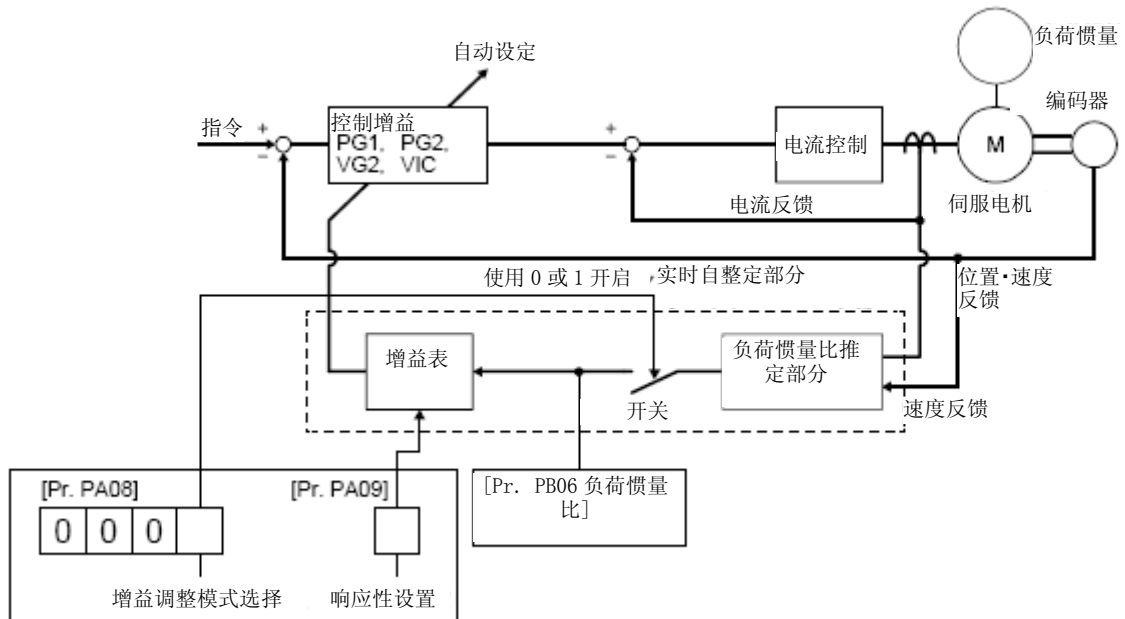 负荷惯量
自动设定
编码器
指令
+
−
控制增益
PG1, PG2,
VG2, VIC
+
−
电流控制
M
电流反馈
伺服电机
使用 0 或 1 开启
,实时自整定部分
位置·速度
反馈
增益表
负荷惯量比推
定部分
开关
速度反馈
[Pr. PA08]
[Pr. PA09]
[Pr. PB06 负荷惯量
比]
0 0 0
增益调整模式选择
响应性设置